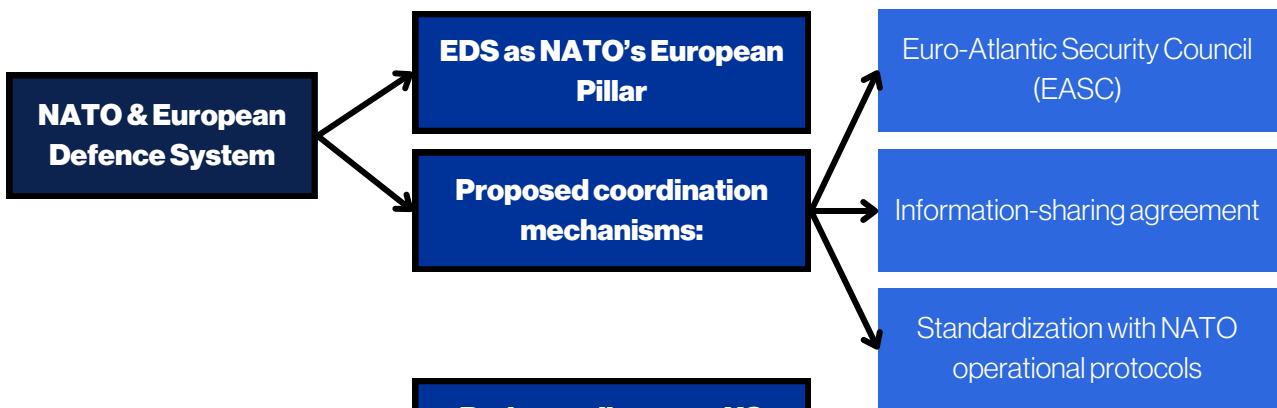 NATO & European
Defence System
EDS as NATO's European
Pillar
Proposed coordination
mechanisms:
Euro-Atlantic Security Council
(EASC)
Information-sharing agreement
Standardization with NATO
operational protocols